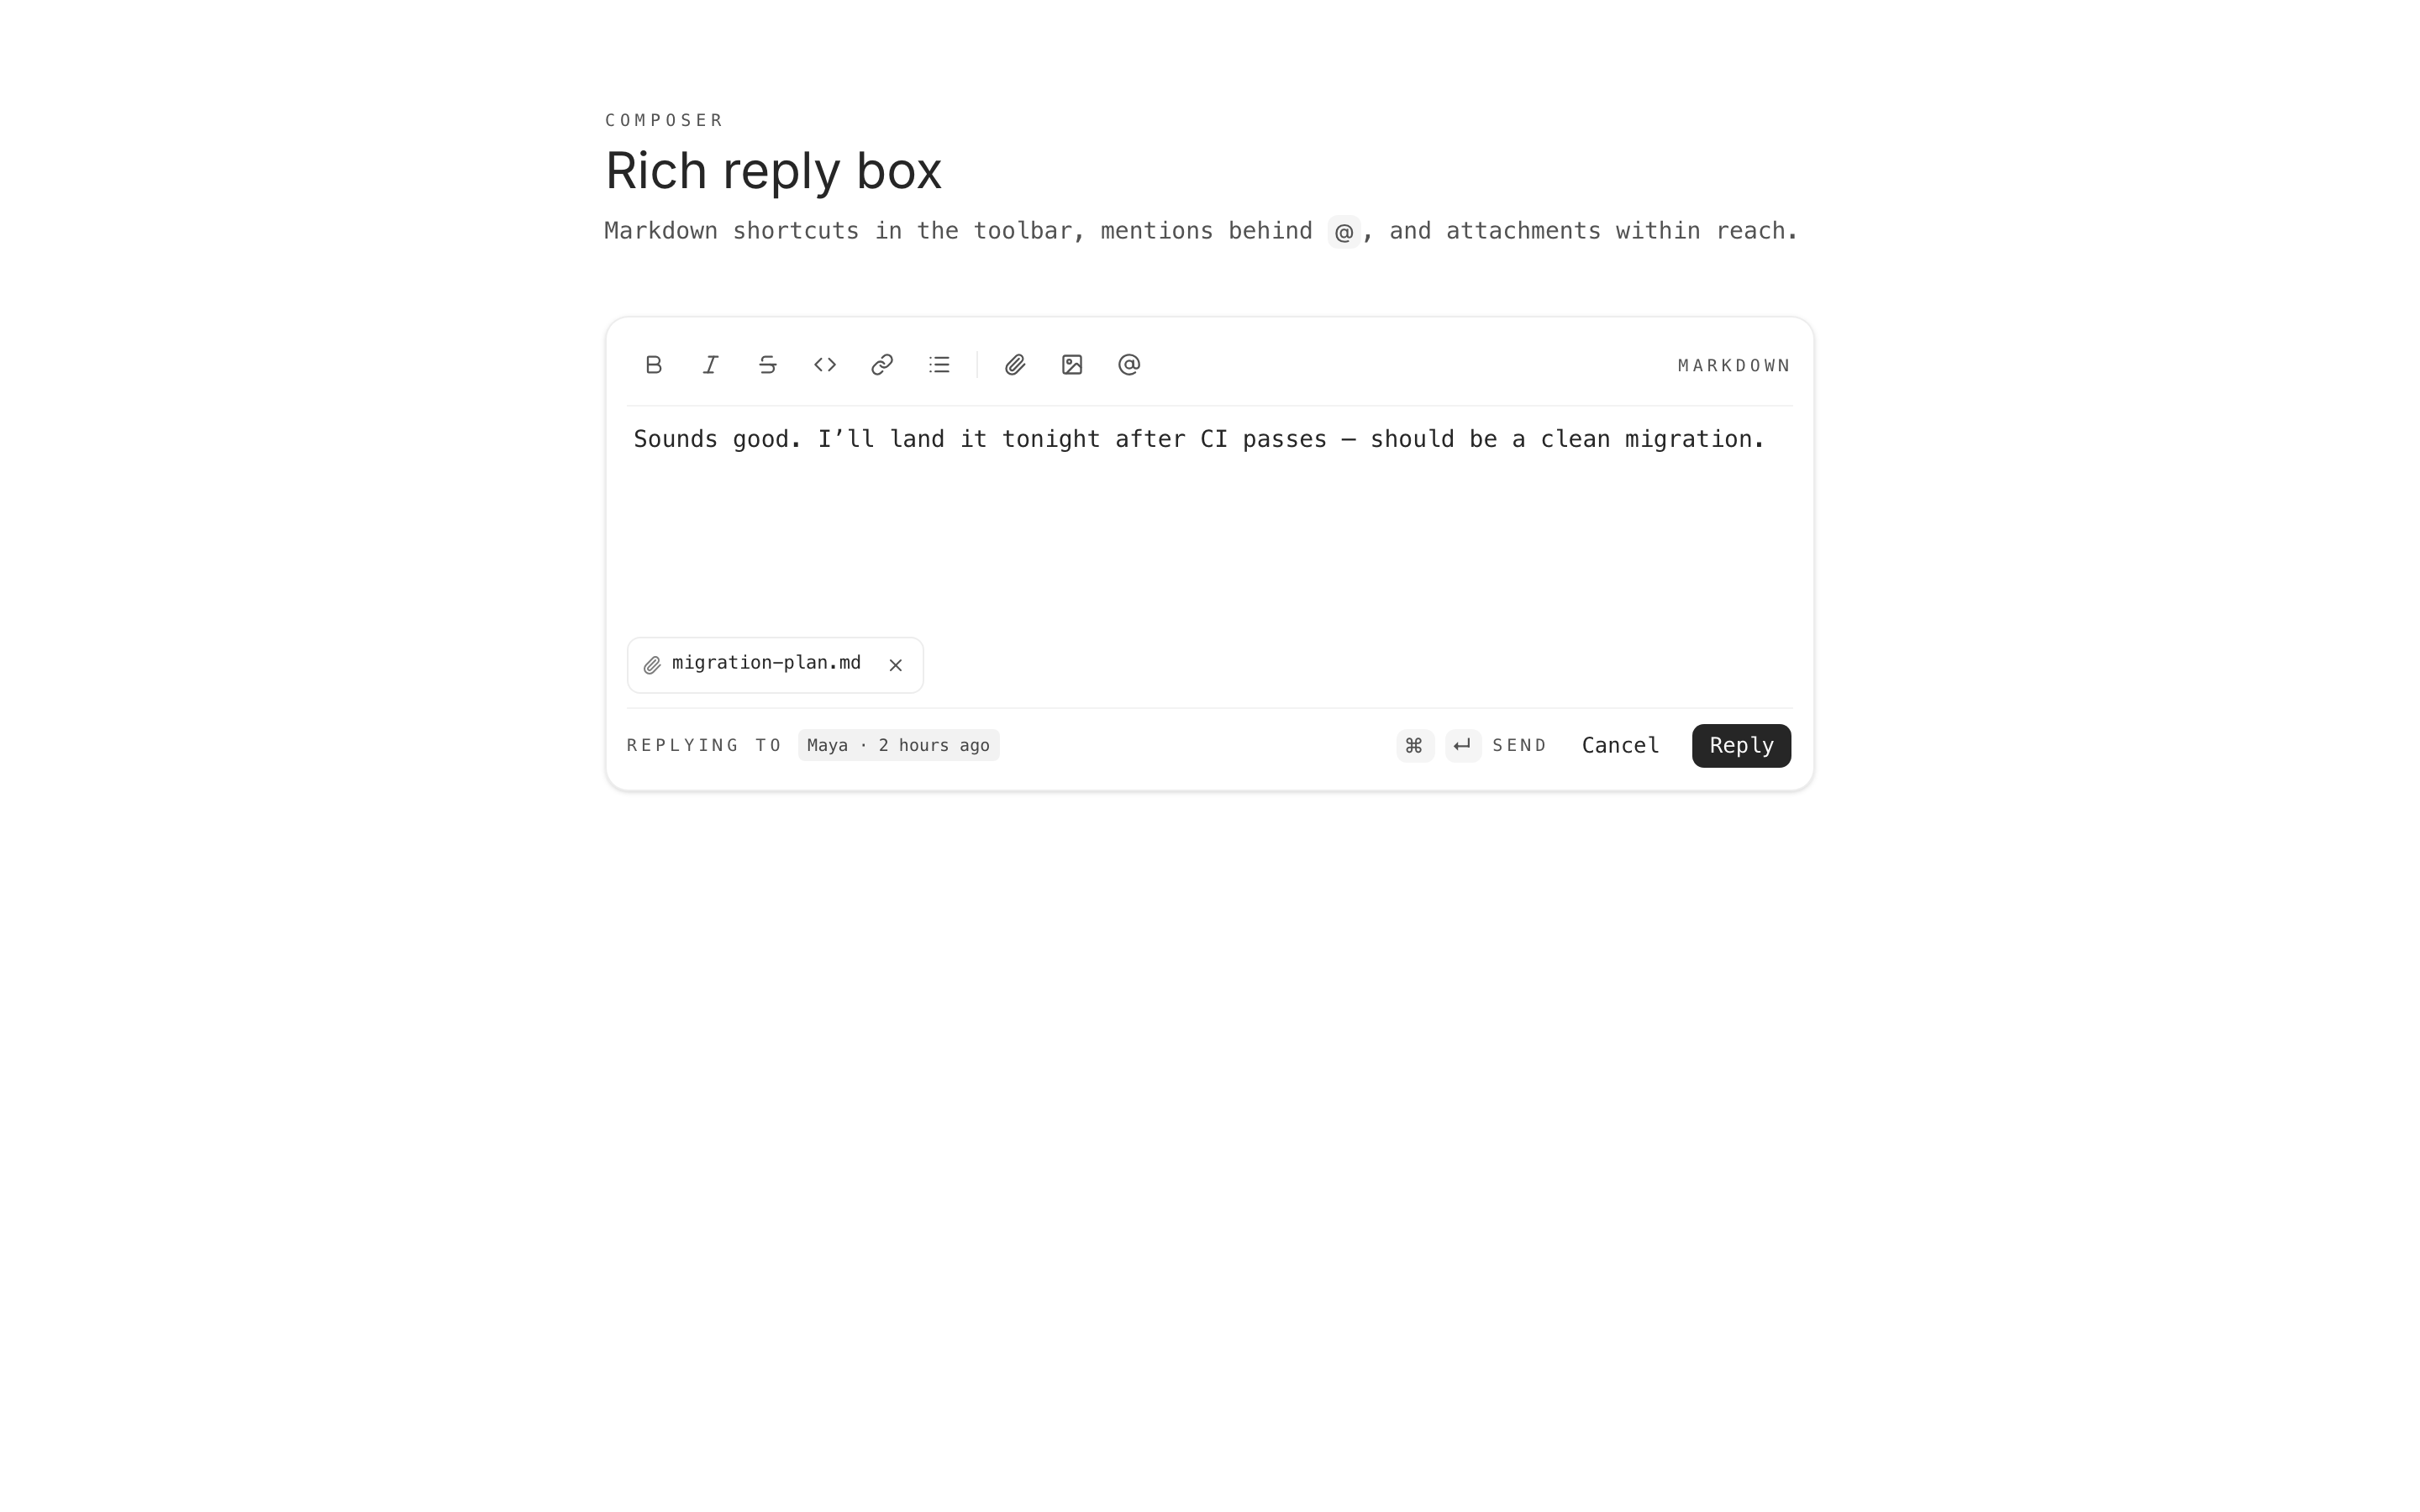 COMPOSER
Rich reply box
Markdown shortcuts in the toolbar, mentions behind @, and attachments within reach.
MARKDOWN
Sounds good. I’ll land it tonight after CI passes — should be a clean migration.
migration-plan.md
REPLYING TO Maya · 2 hours ago ⌘ ↵ SEND Cancel Reply